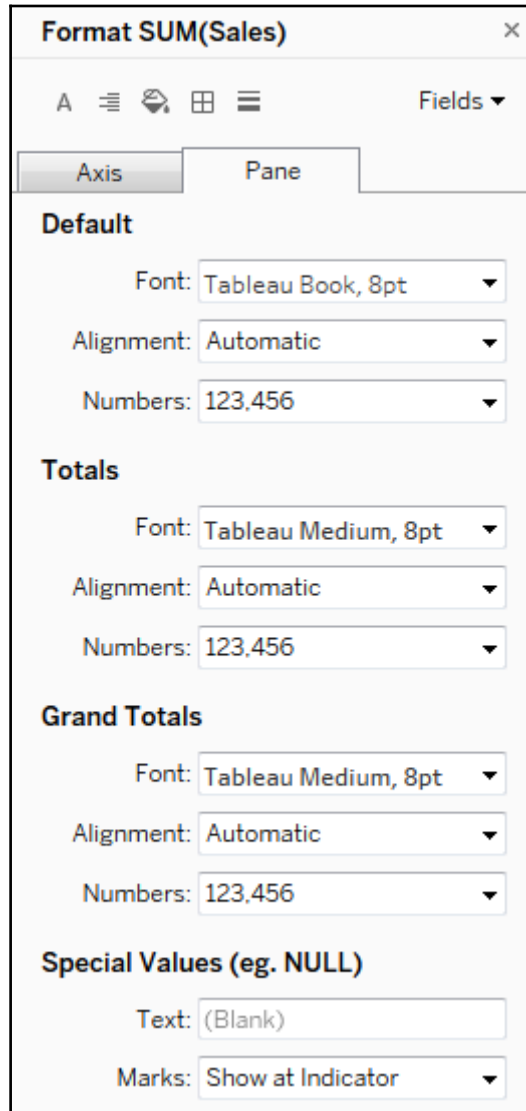 Format SUM(Sales)
Fields
Axis Pane
Default
Font: Tableau Book, 8pt
Alignment: Automatic
Numbers: 123,456
Totals
Font: Tableau Medium, 8pt
Alignment: Automatic
Numbers: 123,456
Grand Totals
Font: Tableau Medium, 8pt
Alignment: Automatic
Numbers: 123,456
Special Values (eg. NULL)
Text: (Blank)
Marks: Show at Indicator